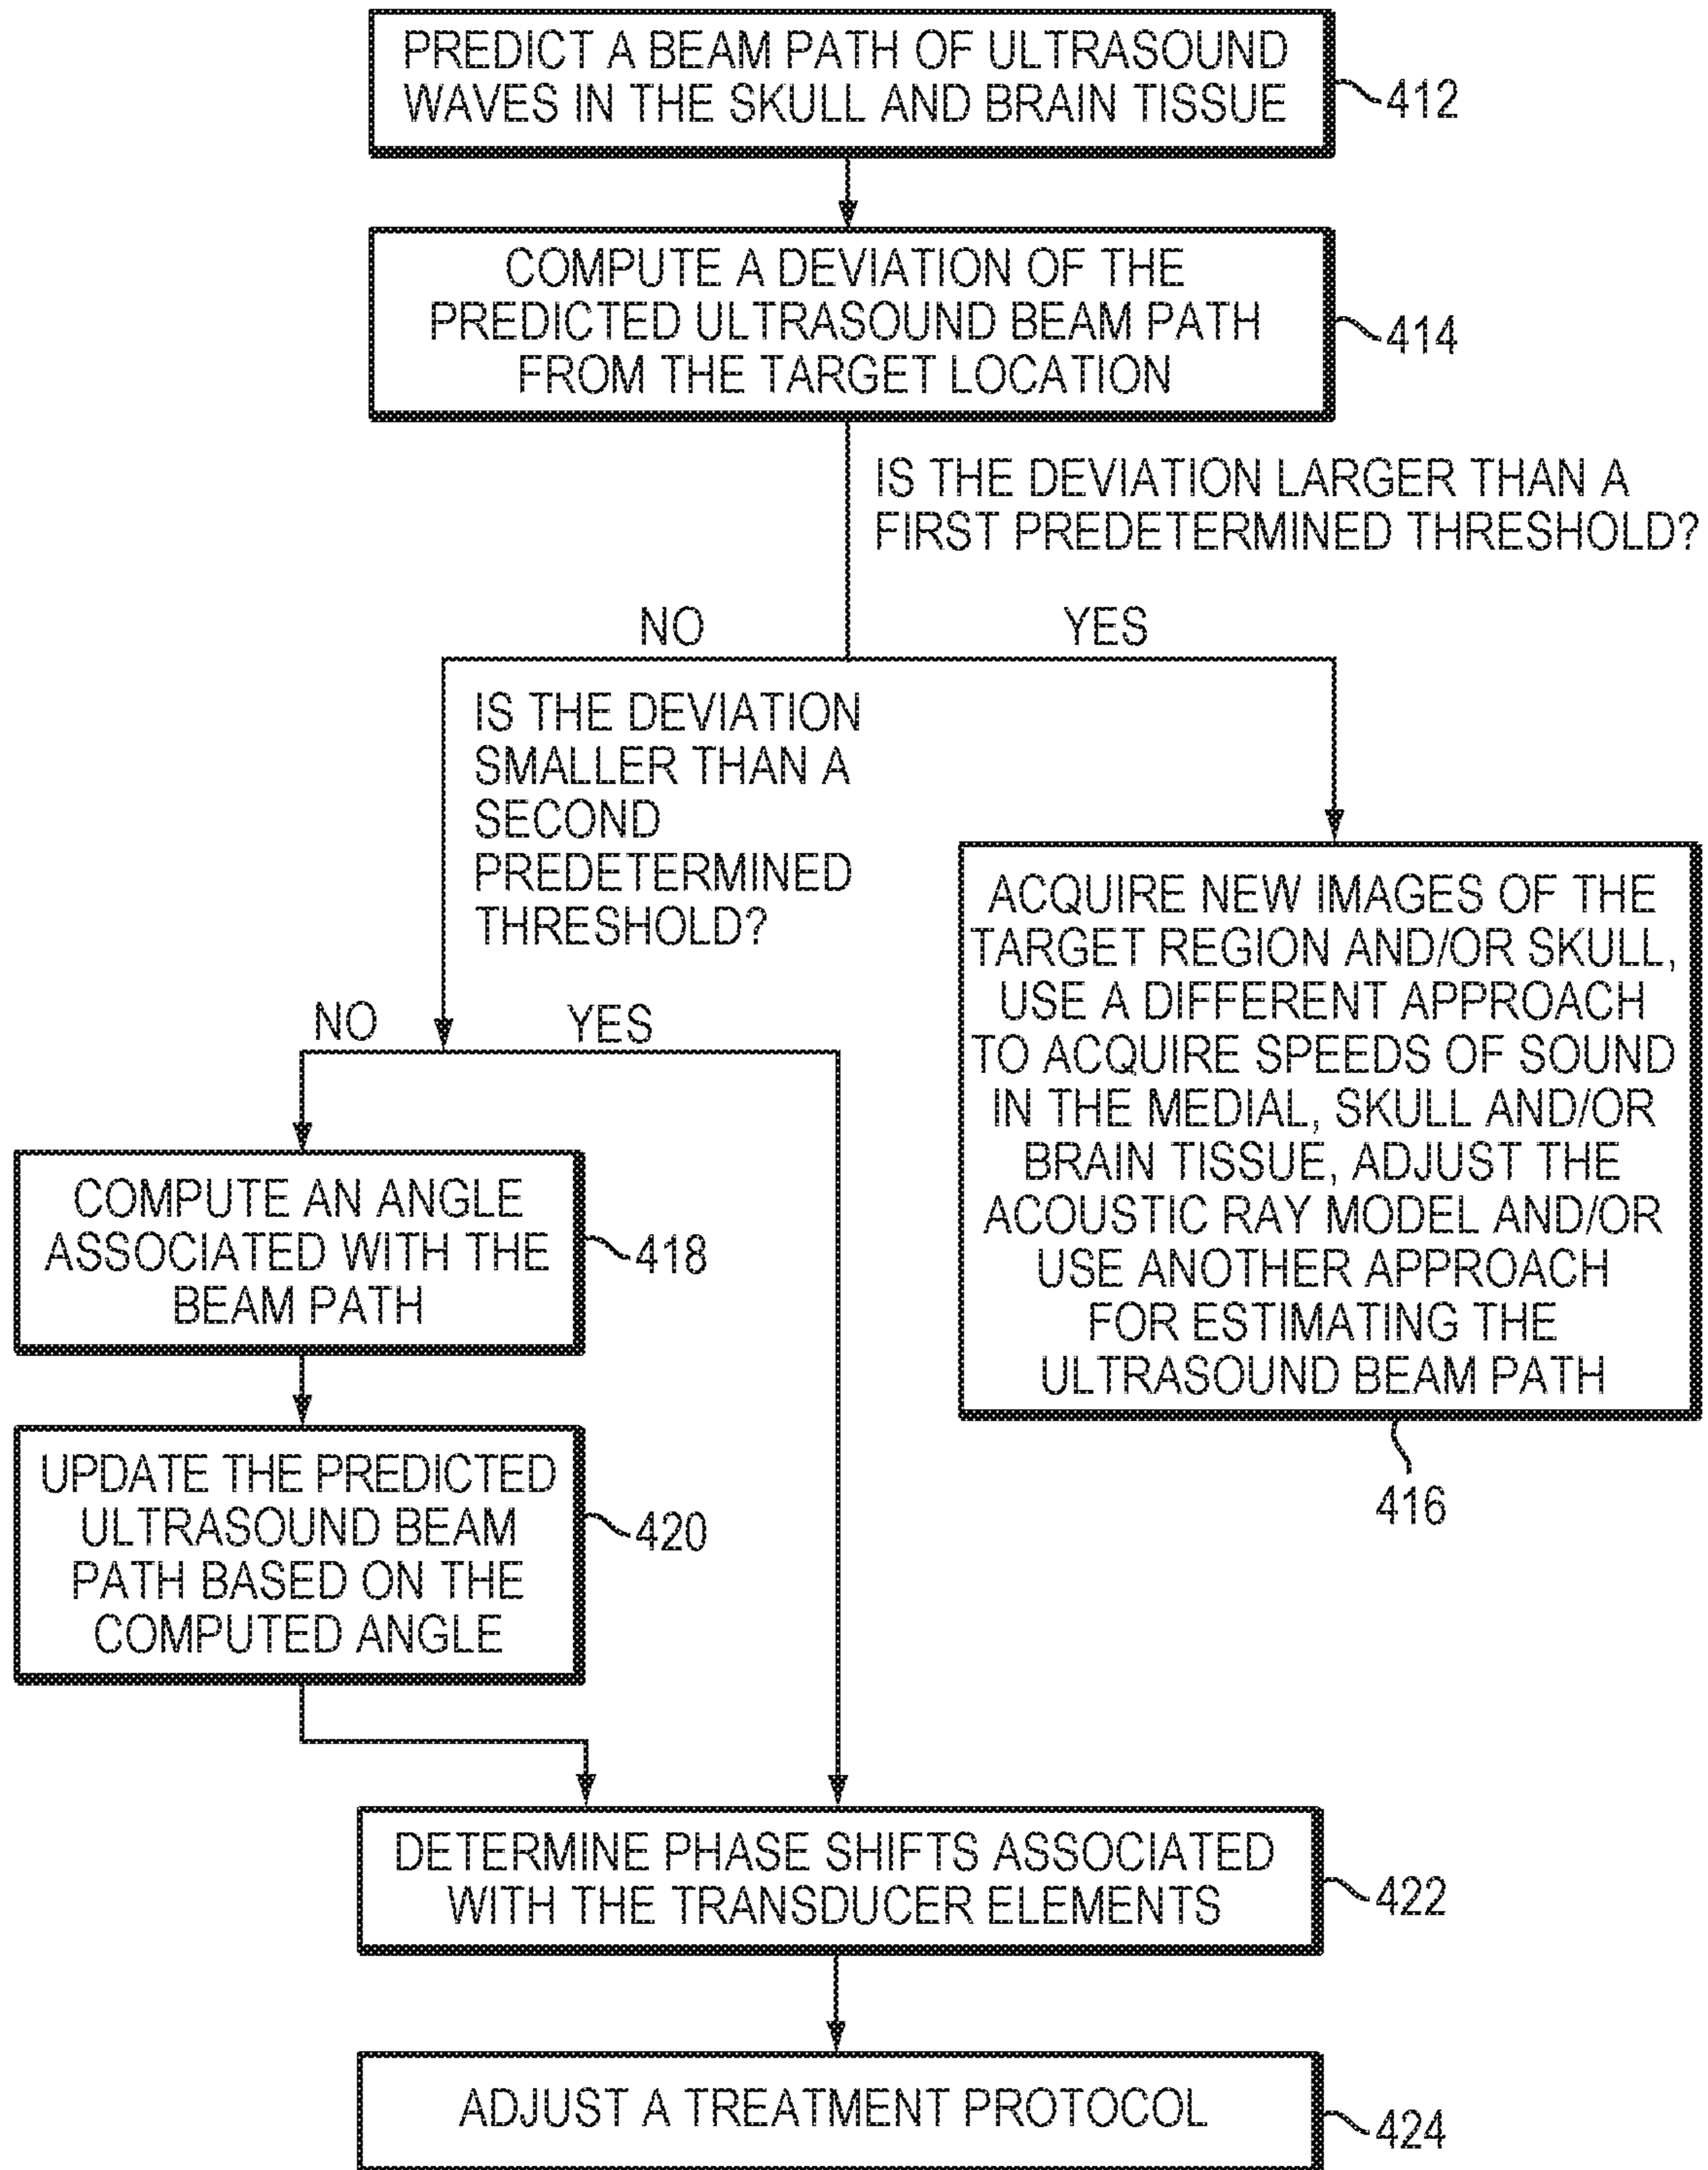 PREDICT A BEAM PATH OF ULTRASOUND
WAVES IN THE SKULL AND BRAIN TISSUE
412
COMPUTE A DEVIATION OF THE
PREDICTED ULTRASOUND BEAM PATH
FROM THE TARGET LOCATION
414
IS THE DEVIATION LARGER THAN A
FIRST PREDETERMINED THRESHOLD?
NO
YES
IS THE DEVIATION
SMALLER THAN A
SECOND
PREDETERMINED
THRESHOLD?
ACQUIRE NEW IMAGES OF THE
TARGET REGION AND/OR SKULL,
USE A DIFFERENT APPROACH
TO ACQUIRE SPEEDS OF SOUND
IN THE MEDIAL, SKULL AND/OR
BRAIN TISSUE, ADJUST THE
ACOUSTIC RAY MODEL AND/OR
USE ANOTHER APPROACH
FOR ESTIMATING THE
ULTRASOUND BEAM PATH
416
NO
YES
COMPUTE AN ANGLE
ASSOCIATED WITH THE
BEAM PATH
418
UPDATE THE PREDICTED
ULTRASOUND BEAM
PATH BASED ON THE
COMPUTED ANGLE
420
DETERMINE PHASE SHIFTS ASSOCIATED
WITH THE TRANSDUCER ELEMENTS
422
ADJUST A TREATMENT PROTOCOL
424